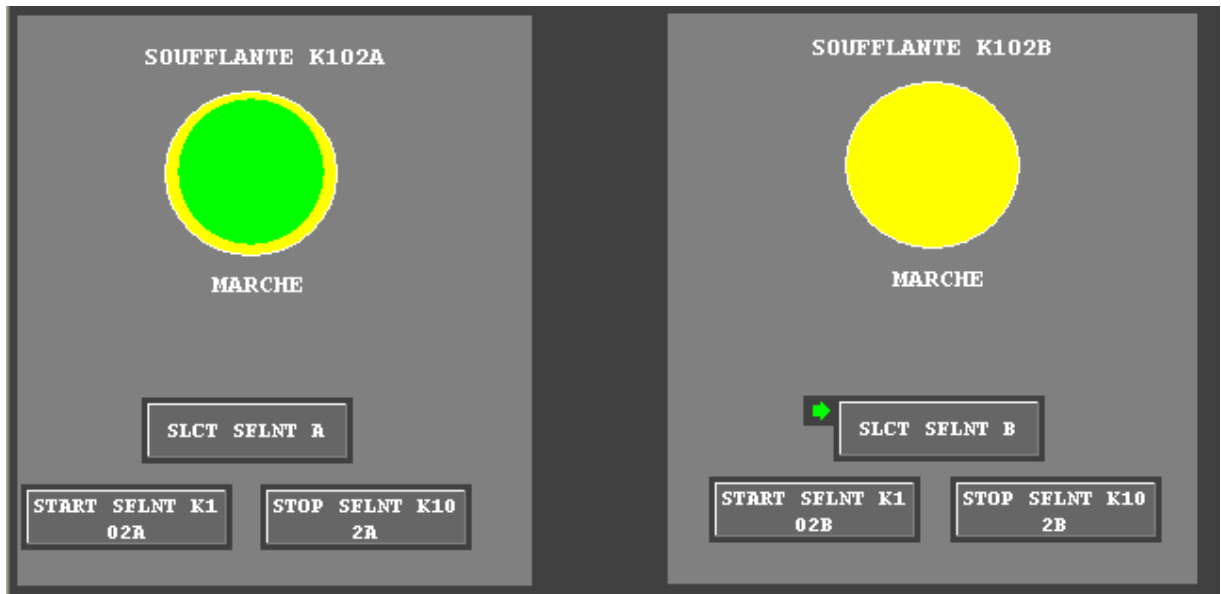 SOUFFLANTE K102A
MARCHE
SLCT SFLNT A
START SFLNT K1
02A
STOP SFLNT K10
2A
SOUFFLANTE K102B
MARCHE
SLCT SFLNT B
START SFLNT K1
02B
STOP SFLNT K10
2B